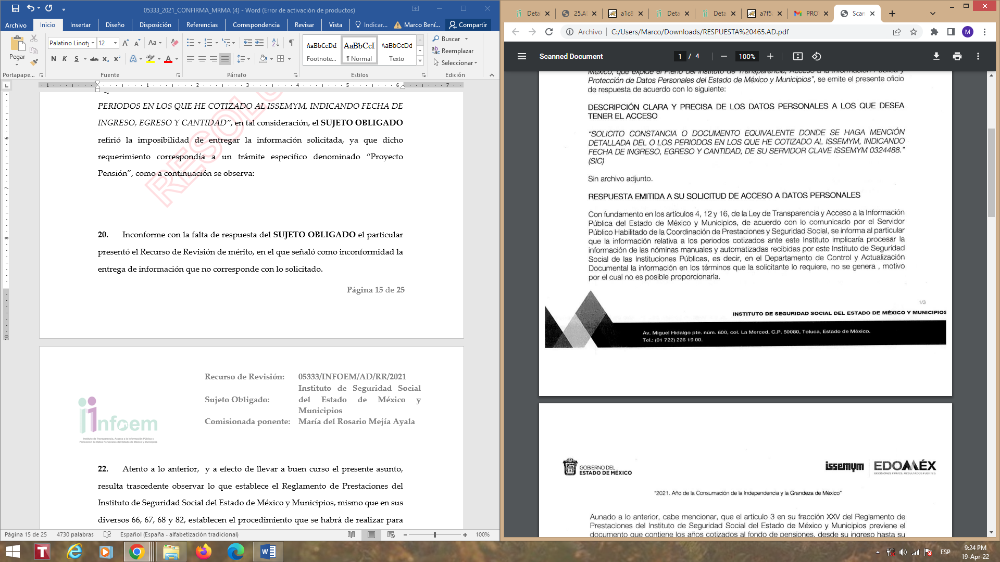 05333_2021_CONFIRMA_MRMA (4) - Word (Error de activación de productos)
Archivo Inicio Insertar Diseño Disposición Referencias Correspondencia Revisar Vista Indicar... Marco Bení... Compartir
Pegar
Palatino Linoty 12
AaBbCcDd AaBbCcI AaBbCcDd
Footnote... ¶ Normal Texto
Buscar
Reemplazar
Seleccionar
Portapape... Fuente Párrafo Estilos Edición
PERIODOS EN LOS QUE HE COTIZADO AL ISSEMYM, INDICANDO FECHA DE
INGRESO, EGRESO Y CANTIDAD”, en tal consideración, el SUJETO OBLIGADO
refirió la imposibilidad de entregar la información solicitada, ya que dicho
requerimiento correspondía a un trámite especifico denominado “Proyecto
Pensión”, como a continuación se observa:
20. Inconforme con la falta de respuesta del SUJETO OBLIGADO el particular
presentó el Recurso de Revisión de mérito, en el que señaló como inconformidad la
entrega de información que no corresponde con lo solicitado.
Página 15 de 25
Recurso de Revisión: 05333/INFOEM/AD/RR/2021
Sujeto Obligado: Instituto de Seguridad Social
del Estado de México y
Municipios
Comisionada ponente: María del Rosario Mejía Ayala
infoem
Instituto de Transparencia, Acceso a la Información Pública y
Protección de Datos Personales del Estado de México y Municipios
22. Atento a lo anterior, y a efecto de llevar a buen curso el presente asunto,
resulta trascedente observar lo que establece el Reglamento de Prestaciones del
Instituto de Seguridad Social del Estado de México y Municipios, mismo que en sus
diversos 66, 67, 68 y 82, establecen el procedimiento que se habrá de realizar para
Página 15 de 25 4730 palabras Español (España - alfabetización tradicional) 100%
Deta 25.A a1c8 Deta Deta a7f5 PRO Scan
Archivo C:/Users/Marco/Downloads/RESPUESTA%20465.AD.pdf M
Scanned Document 1 / 4 100%
México, que expide el Pleno del Instituto de Transparencia, Acceso a la Información Pública y
Protección de Datos Personales del Estado de México y Municipios”, se emite el presente oficio
de respuesta de acuerdo con lo siguiente:
DESCRIPCIÓN CLARA Y PRECISA DE LOS DATOS PERSONALES A LOS QUE DESEA
TENER EL ACCESO
“SOLICITO CONSTANCIA O DOCUMENTO EQUIVALENTE DONDE SE HAGA MENCIÓN
DETALLADA DEL O LOS PERIODOS EN LOS QUE HE COTIZADO AL ISSEMYM, INDICANDO
FECHA DE INGRESO, EGRESO Y CANTIDAD, DE SU SERVIDOR CLAVE ISSEMYM 0324488.”
(SIC)
Sin archivo adjunto.
RESPUESTA EMITIDA A SU SOLICITUD DE ACCESO A DATOS PERSONALES
Con fundamento en los artículos 4, 12 y 16, de la Ley de Transparencia y Acceso a la Información
Pública del Estado de México y Municipios, de acuerdo con lo comunicado por el Servidor
Público Habilitado de la Coordinación de Prestaciones y Seguridad Social, se informa al particular
que la información relativa a los periodos cotizados ante este Instituto implicaría procesar la
información de las nóminas manuales y automatizadas recibidas por este Instituto de Seguridad
Social de las Instituciones Públicas, es decir, en el Departamento de Control y Actualización
Documental la información en los términos que la solicitante lo requiere, no se genera , motivo
por el cual no es posible proporcionarla.
1/3
INSTITUTO DE SEGURIDAD SOCIAL DEL ESTADO DE MÉXICO Y MUNICIPIOS
Av. Miguel Hidalgo pte. núm. 600, col. La Merced, C.P. 50080, Toluca, Estado de México.
Tel.: (01 722) 226 19 00.
GOBIERNO DEL
ESTADO DE MÉXICO
issemym EDOMÉX
DECISIONES FIRMES, RESULTADOS FUERTES
“2021. Año de la Consumación de la Independencia y la Grandeza de México”
Aunado a lo anterior, cabe mencionar, que el articulo 3 en su fracción XXV del Reglamento de
Prestaciones del Instituto de Seguridad Social del Estado de México y Municipios previene el
documento que contiene los años cotizados al fondo de pensiones, desde su ingreso hasta su
ESP 9:24 PM
19-Apr-22